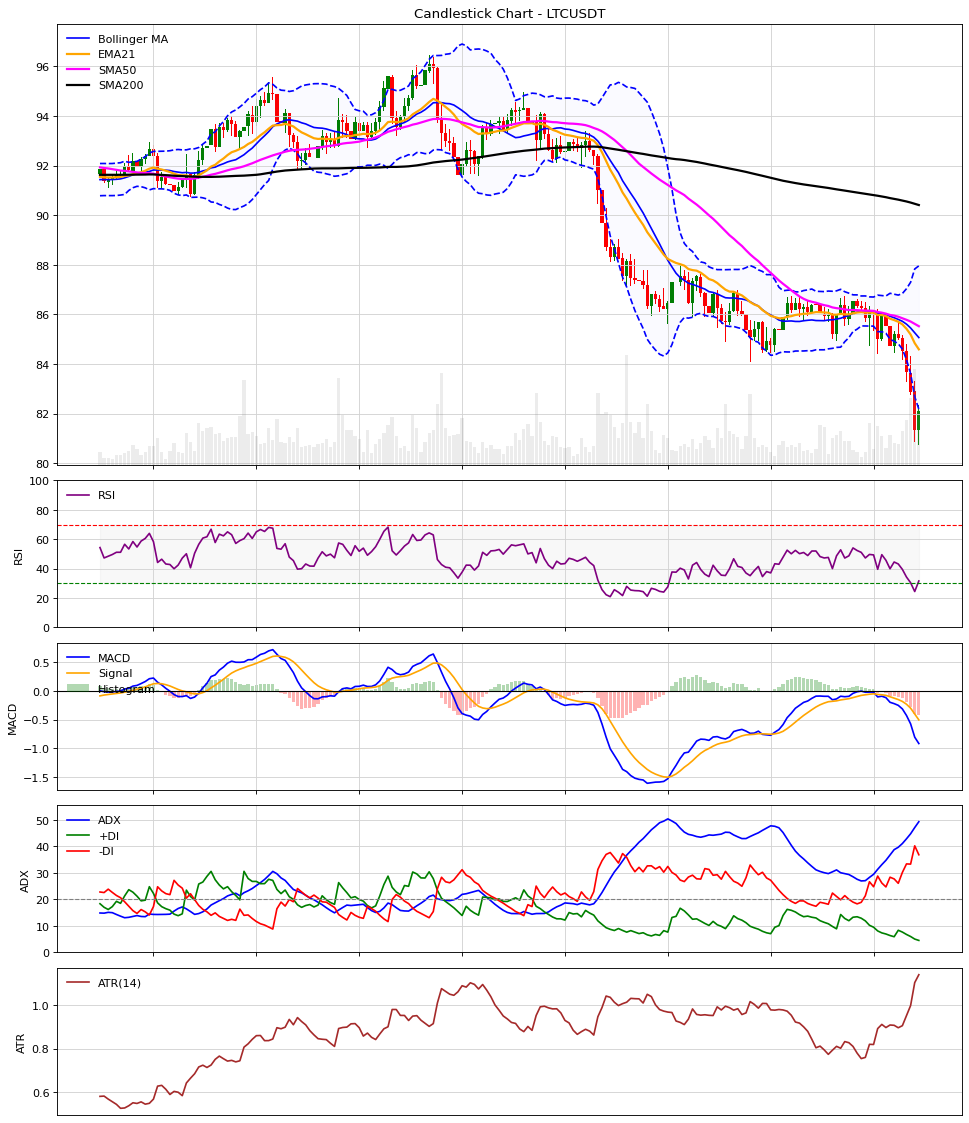 Candlestick Chart - LTCUSDT
Bollinger MA
EMA21
SMA50
SMA200
96
94
92
90
88
86
84
82
80
100
80
60
40
20
0
RSI
RSI
0.5
0.0
−0.5
−1.0
−1.5
MACD
MACD
Signal
Histogram
50
40
30
20
10
0
ADX
ADX
+DI
-DI
1.0
0.8
0.6
ATR
ATR(14)